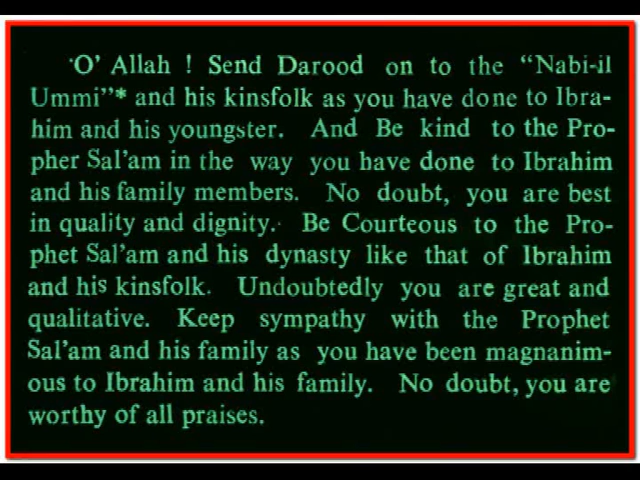 'O' Allah ! Send Darood on to the "Nabi-il
Ummi"* and his kinsfolk as you have done to Ibra-
him and his youngster. And Be kind to the Pro-
pher Sal'am in the way you have done to Ibrahim
and his family members. No doubt, you are best
in quality and dignity. Be Courteous to the Pro-
phet Sal'am and his dynasty like that of Ibrahim
and his kinsfolk. Undoubtedly you are great and
qualitative. Keep sympathy with the Prophet
Sal'am and his family as you have been magnanim-
ous to Ibrahim and his family. No doubt, you are
worthy of all praises.